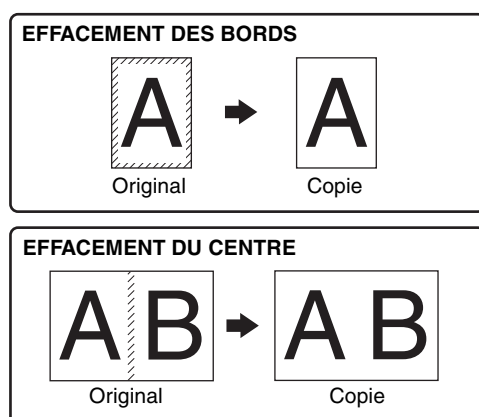 EFFACEMENT DES BORDS
A A
Original Copie
EFFACEMENT DU CENTRE
A B A B
Original Copie